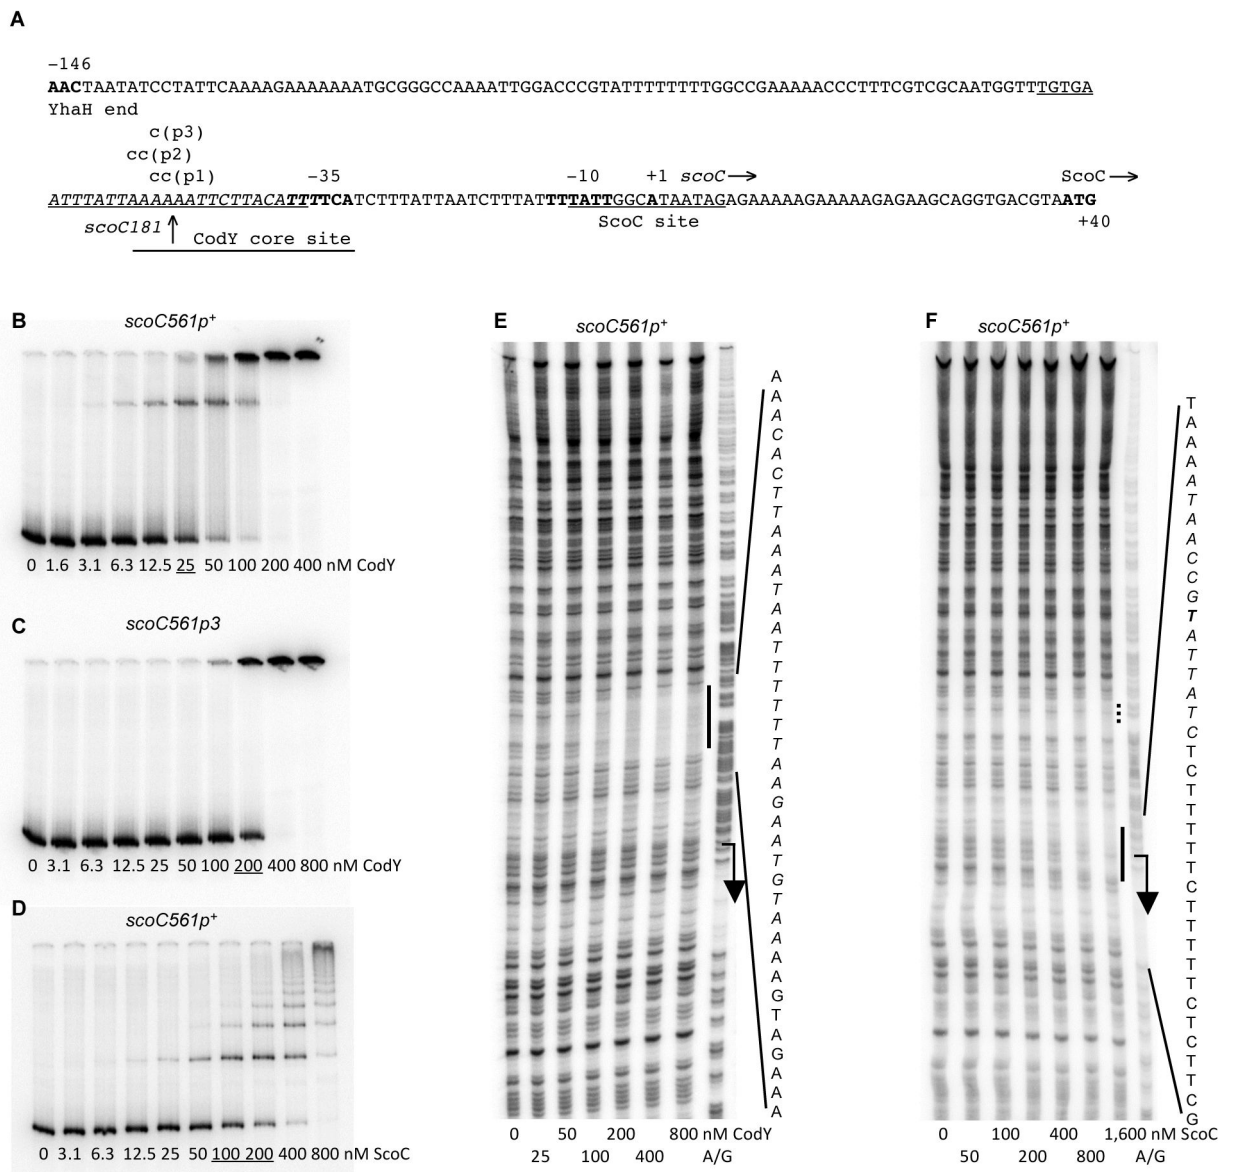 A
−146
AACTAATATCCTATTCAAAAGAAAAAAATGCGGGCCAAAATTGGACCCGTATTTTTTTTTGGCCGAAAAACCCTTTCGTCGCAATGGTTTGTGA
YhaH end
c(p3)
cc(p2)
cc(p1) −35 −10 +1 scoC ScoC
ATTTATTAAAAAAATTCTTACATTTTCATCTTTATTAATCTTTATTTTATTGGCATAATAGAGAAAAAGAAAAAGAGAAGCAGGTGACGTAATG
scoC181 CodY core site ScoC site +40
B
scoC561p+
0 1.6 3.1 6.3 12.5 25 50 100 200 400 nM CodY
C
scoC561p3
0 3.1 6.3 12.5 25 50 100 200 400 800 nM CodY
D
scoC561p+
0 3.1 6.3 12.5 25 50 100 200 400 800 nM ScoC
E
scoC561p+
A
A
A
C
A
C
T
T
A
A
A
T
A
A
T
T
T
T
T
T
A
A
G
A
A
T
G
T
A
A
A
A
G
T
A
G
A
A
A
0 50 200 800 nM CodY
25 100 400 A/G
F
scoC561p+
T
A
A
A
A
T
A
A
C
C
G
T
A
T
T
A
T
C
T
C
T
T
T
T
T
C
T
T
T
T
T
C
T
C
T
T
C
G
0 100 400 1,600 nM ScoC
50 200 800 A/G